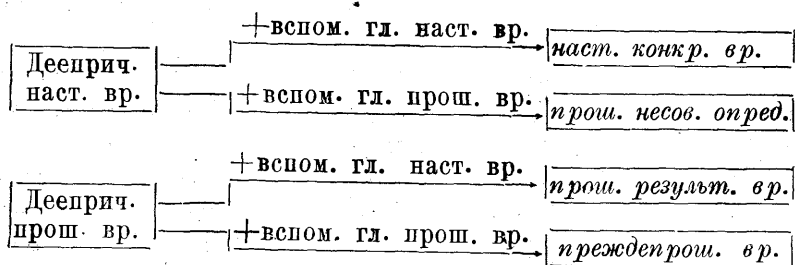 +вспом. гл. наст. вр.
наст. конкр. вр.
Дееприч.
наст. вр.
+вспом. гл. прош. вр.
прош. несов. опред.
+вспом. гл. наст. вр.
прош. результ. вр.
Дееприч.
прош. вр.
+вспом. гл. прош. вр.
преждепрош. вр.